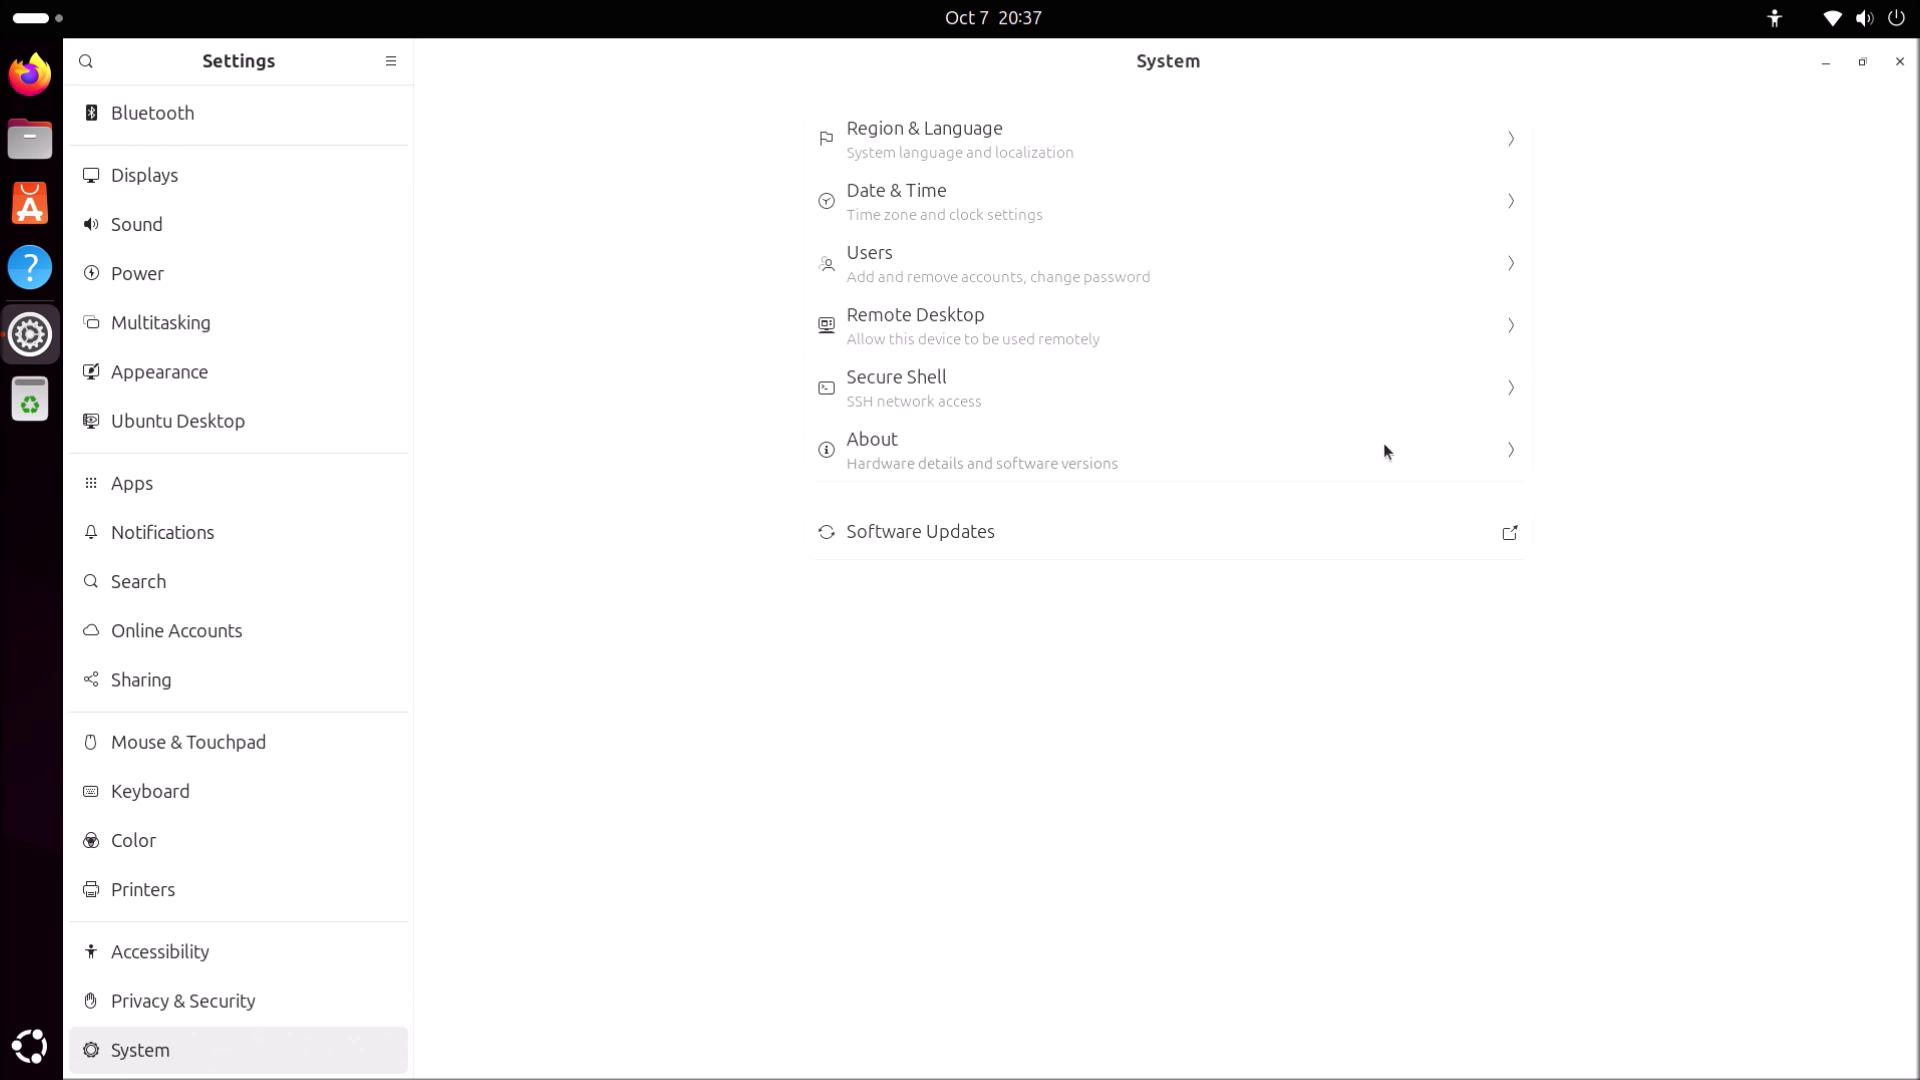 Oct 7 20:37
Settings
System
Bluetooth
Displays
Sound
Power
Multitasking
Appearance
Ubuntu Desktop
Apps
Notifications
Search
Online Accounts
Sharing
Mouse & Touchpad
Keyboard
Color
Printers
Accessibility
Privacy & Security
System
Region & Language
System language and localization
Date & Time
Time zone and clock settings
Users
Add and remove accounts, change password
Remote Desktop
Allow this device to be used remotely
Secure Shell
SSH network access
About
Hardware details and software versions
Software Updates